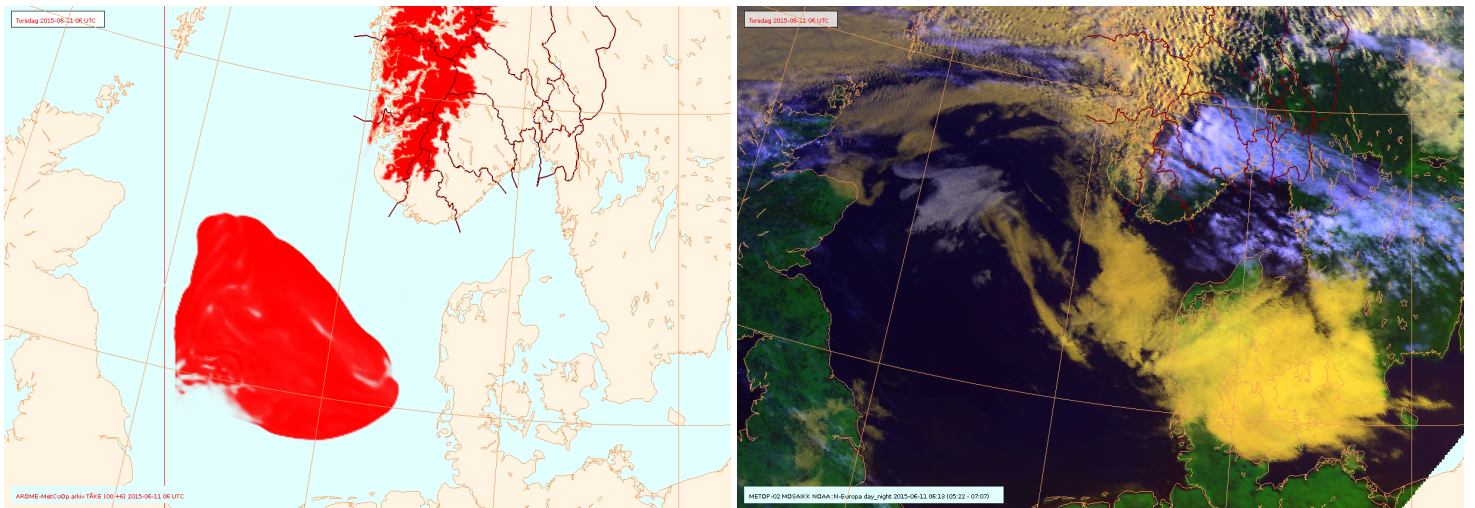 Torsdag 2015-06-11 06 UTC
AROME-MetCoOp.arkiv TÅKE (00 +6) 2015-06-11 06 UTC
Torsdag 2015-06-11 06 UTC
METOP-02 MOSAIKK NOAA::N-Europa day_night 2015-06-11 06:13 (05:22 - 07:07)